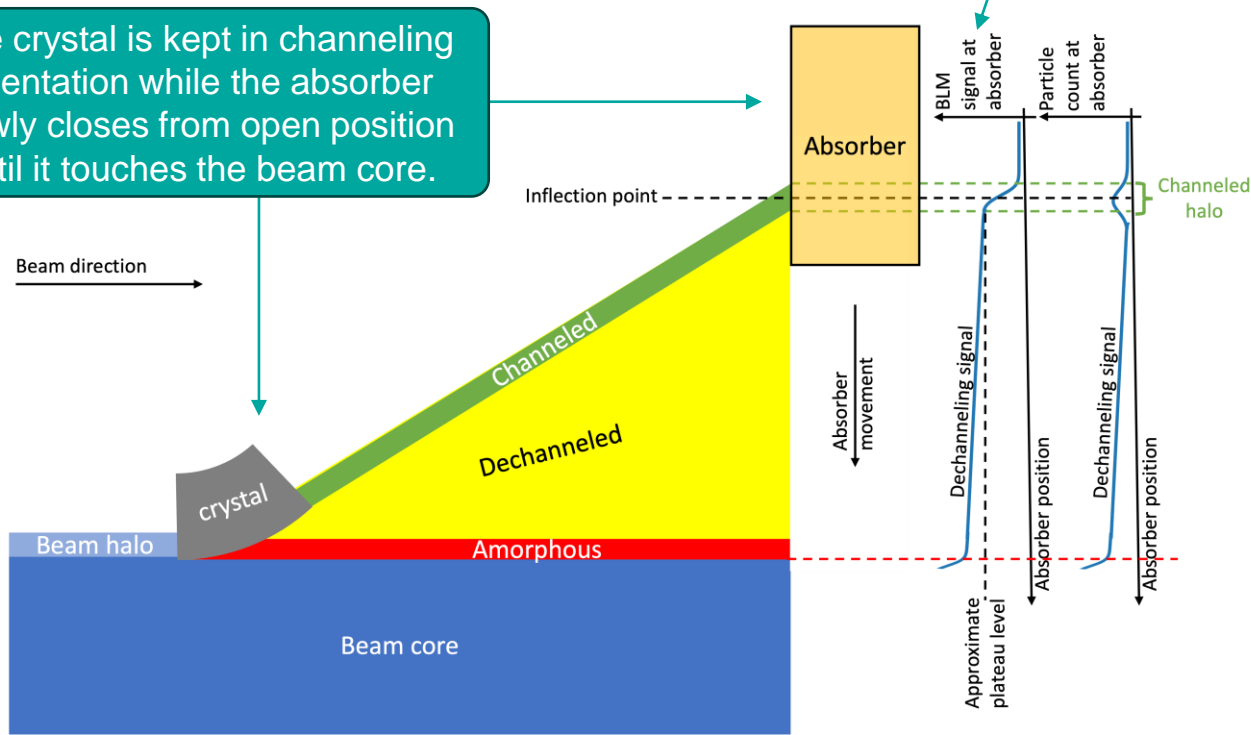 crystal is kept in channeling
entation while the absorber
wly closes from open position
til it touches the beam core.
Absorber
BLM
signal at
absorber
Particle
count at
absorber
Inflection point
Channeled
halo
Beam direction
Channeled
Absorber
movement
Dechanneling signal
Dechanneling signal
Dechanneled
crystal
Beam halo
Amorphous
Absorber position
Absorber position
Beam core
Approximate
plateau level